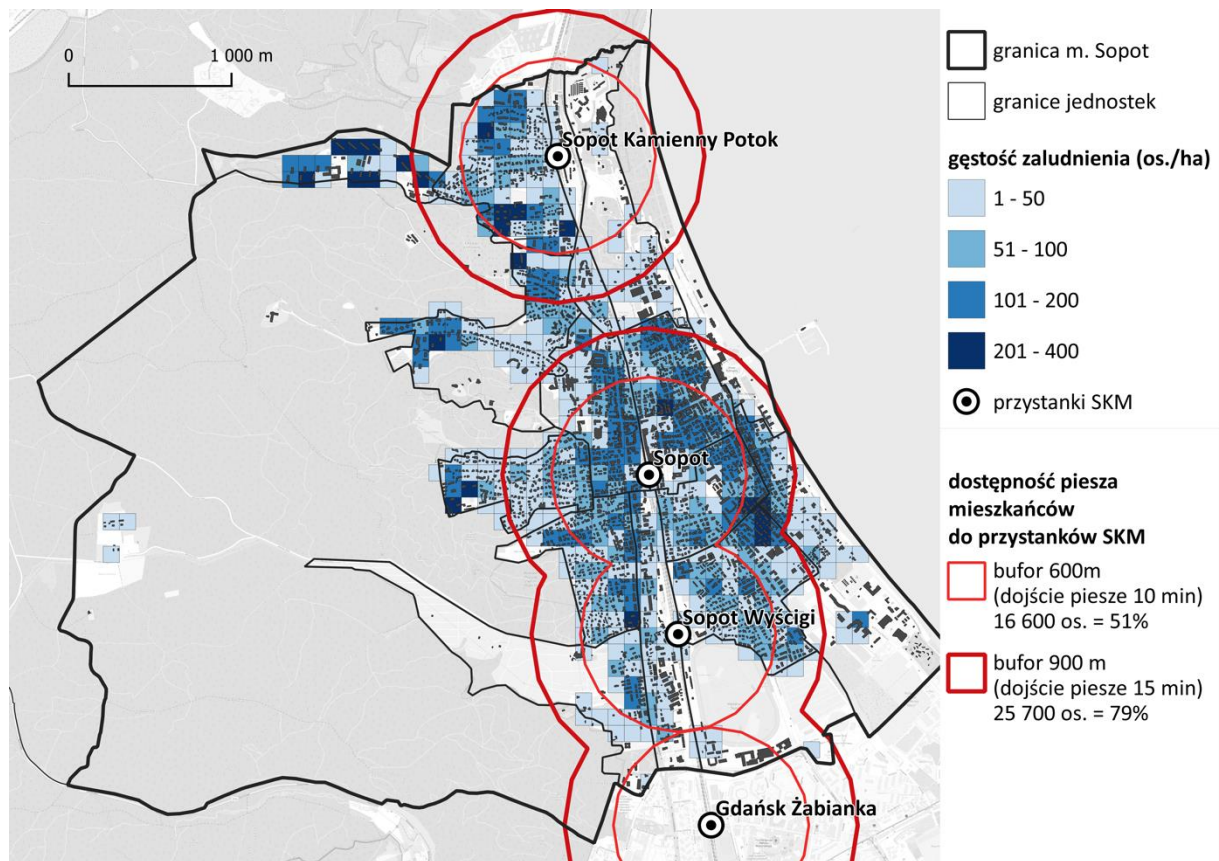 0
1 000 m
Sopot Kamienny Potok
Sopot
Sopot Wyścigi
Gdańsk Żabianka
granica m. Sopot
granice jednostek
gęstość zaludnienia (os./ha)
1 - 50
51 - 100
101 - 200
201 - 400
przystanki SKM
dostępność piesza
mieszkańców
do przystanków SKM
bufor 600m
(dojście piesze 10 min)
16 600 os. = 51%
bufor 900 m
(dojście piesze 15 min)
25 700 os. = 79%